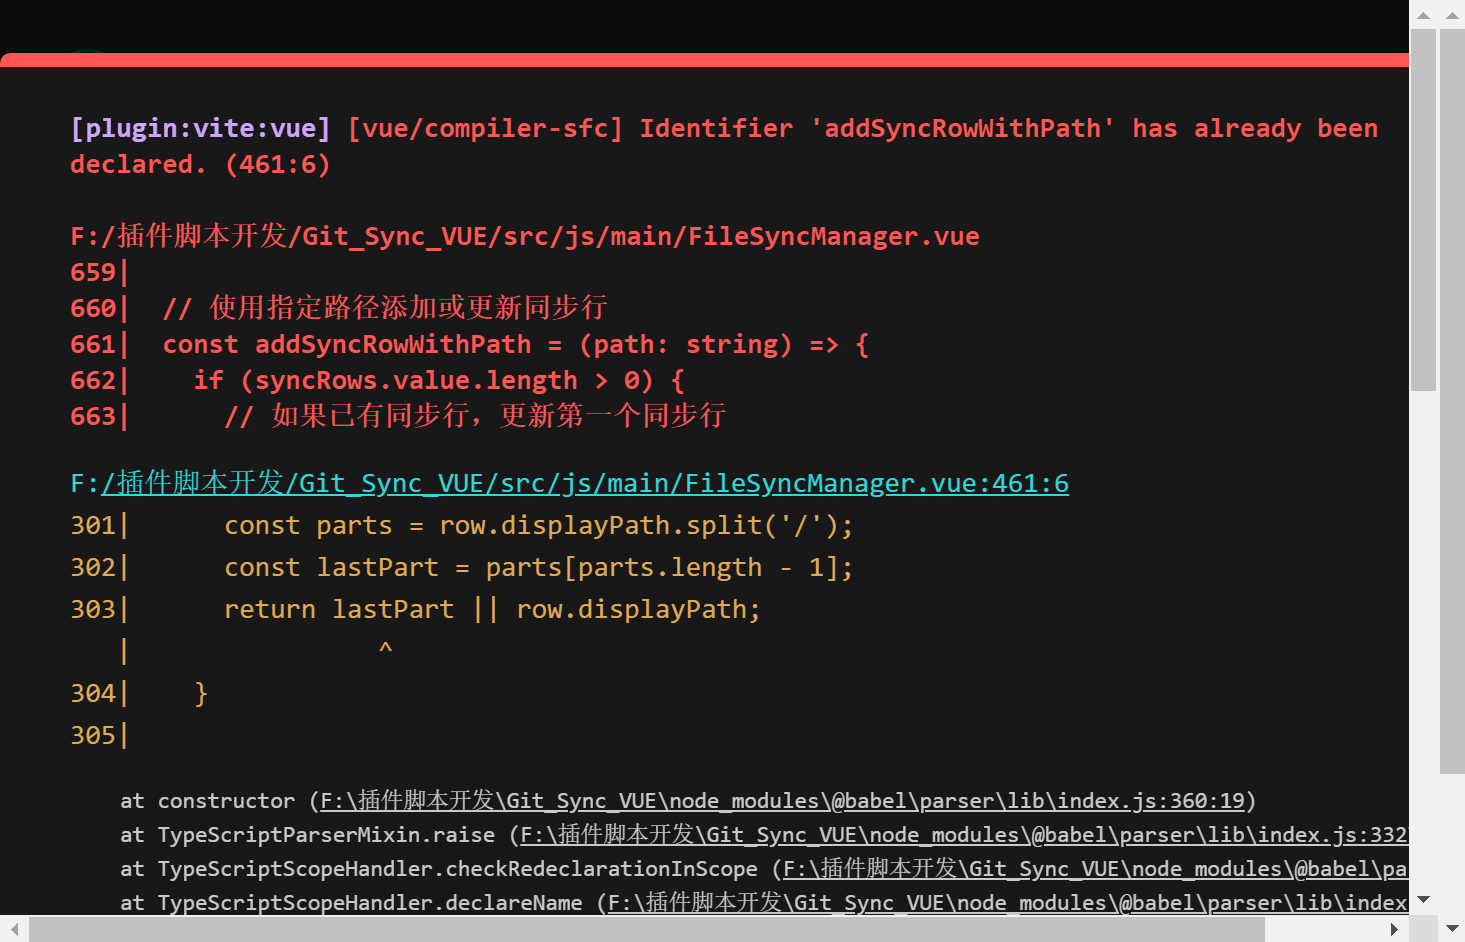 [plugin:vite:vue] [vue/compiler-sfc] Identifier 'addSyncRowWithPath' has already been
declared. (461:6)
F:/插件脚本开发/Git_Sync_VUE/src/js/main/FileSyncManager.vue
659|
660|  // 使用指定路径添加或更新同步行
661|  const addSyncRowWithPath = (path: string) => {
662|    if (syncRows.value.length > 0) {
663|      // 如果已有同步行，更新第一个同步行
F:/插件脚本开发/Git_Sync_VUE/src/js/main/FileSyncManager.vue:461:6
301|      const parts = row.displayPath.split('/');
302|      const lastPart = parts[parts.length - 1];
303|      return lastPart || row.displayPath;
   |                ^
304|    }
305|
at constructor (F:\插件脚本开发\Git_Sync_VUE\node_modules\@babel\parser\lib\index.js:360:19)
at TypeScriptParserMixin.raise (F:\插件脚本开发\Git_Sync_VUE\node_modules\@babel\parser\lib\index.js:332
at TypeScriptScopeHandler.checkRedeclarationInScope (F:\插件脚本开发\Git_Sync_VUE\node_modules\@babel\pa
at TypeScriptScopeHandler.declareName (F:\插件脚本开发\Git_Sync_VUE\node_modules\@babel\parser\lib\index